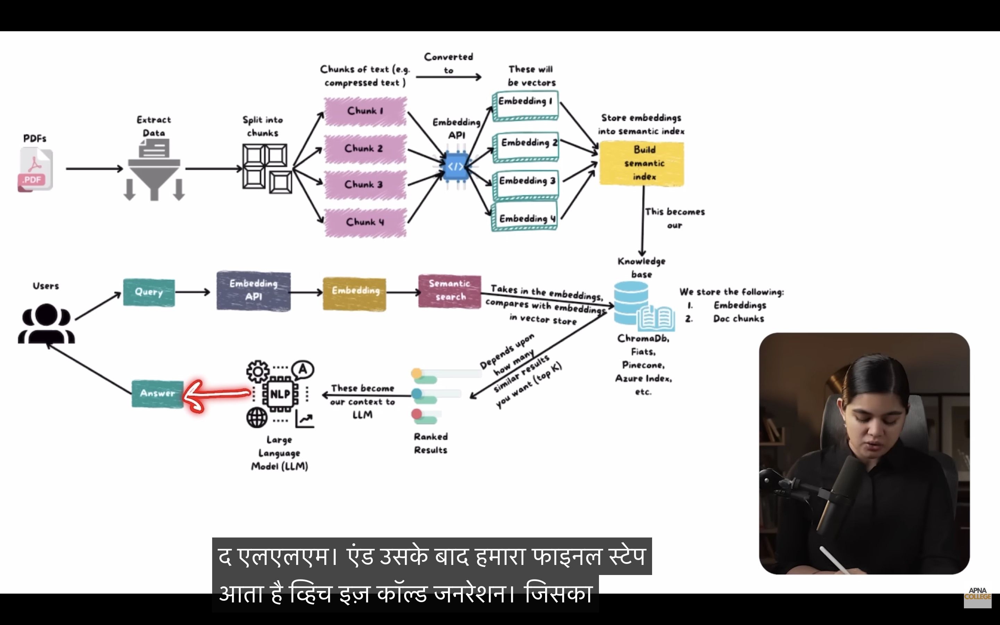 Converted
to
Chunks of text (e.g.
compressed text )
These will
be vectors
PDFs
.PDF
Extract
Data
Split into
chunks
Chunk 1
Chunk 2
Chunk 3
Chunk 4
Embedding
API
</>
Embedding 1
Embedding 2
Embedding 3
Embedding 4
Store embeddings
into semantic index
Build
semantic
index
This becomes
our
Knowledge
base
Users
Query
Embedding
API
Embedding
Semantic
search
Takes in the embeddings,
compares with embeddings
in vector store
We store the following:
1. Embeddings
2. Doc chunks
ChromaDb,
Fiats,
Pinecone,
Azure Index,
etc.
Depends upon
how many
similar results
you want (top K)
Ranked
Results
These become
our context to
LLM
A
NLP
Large
Language
Model (LLM)
Answer
द एलएलएम। एंड उसके बाद हमारा फाइनल स्टेप
आता है व्हिच इज़ कॉल्ड जनरेशन। जिसका
APNA
COLLEGE